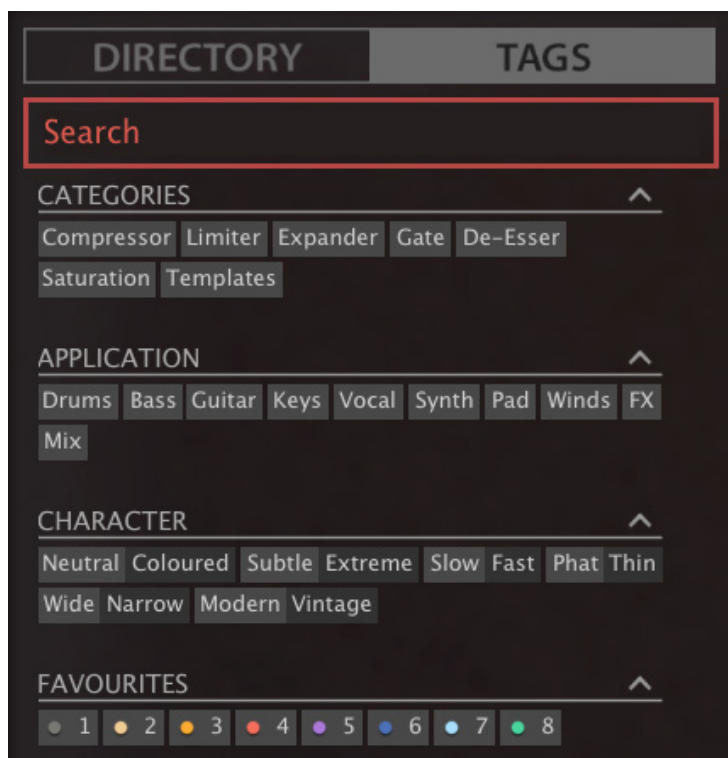 DIRECTORY TAGS
Search
CATEGORIES
Compressor Limiter Expander Gate De-Esser
Saturation Templates
APPLICATION
Drums Bass Guitar Keys Vocal Synth Pad Winds FX
Mix
CHARACTER
Neutral Coloured Subtle Extreme Slow Fast Phat Thin
Wide Narrow Modern Vintage
FAVOURITES
1 2 3 4 5 6 7 8